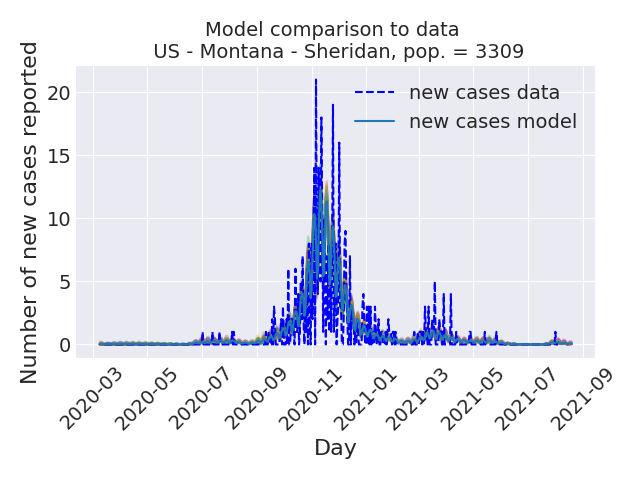 Model comparison to data
US - Montana - Sheridan, pop. = 3309
new cases data
new cases model
Number of new cases reported
20
15
10
5
0
2020-03
2020-05
2020-07
2020-09
2020-11
2021-01
2021-03
2021-05
2021-07
2021-09
Day